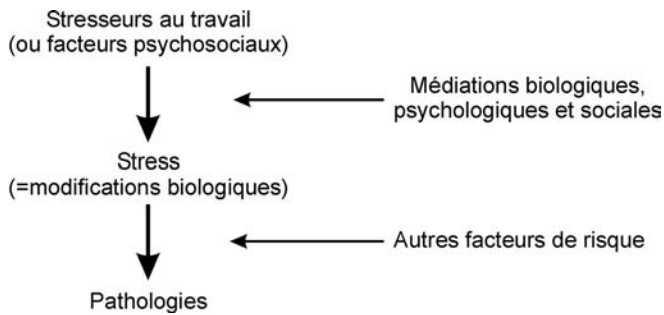 Stresseurs au travail
(ou facteurs psychosociaux)
Médiations biologiques,
psychologiques et sociales
Stress
(=modifications biologiques)
Autres facteurs de risque
Pathologies